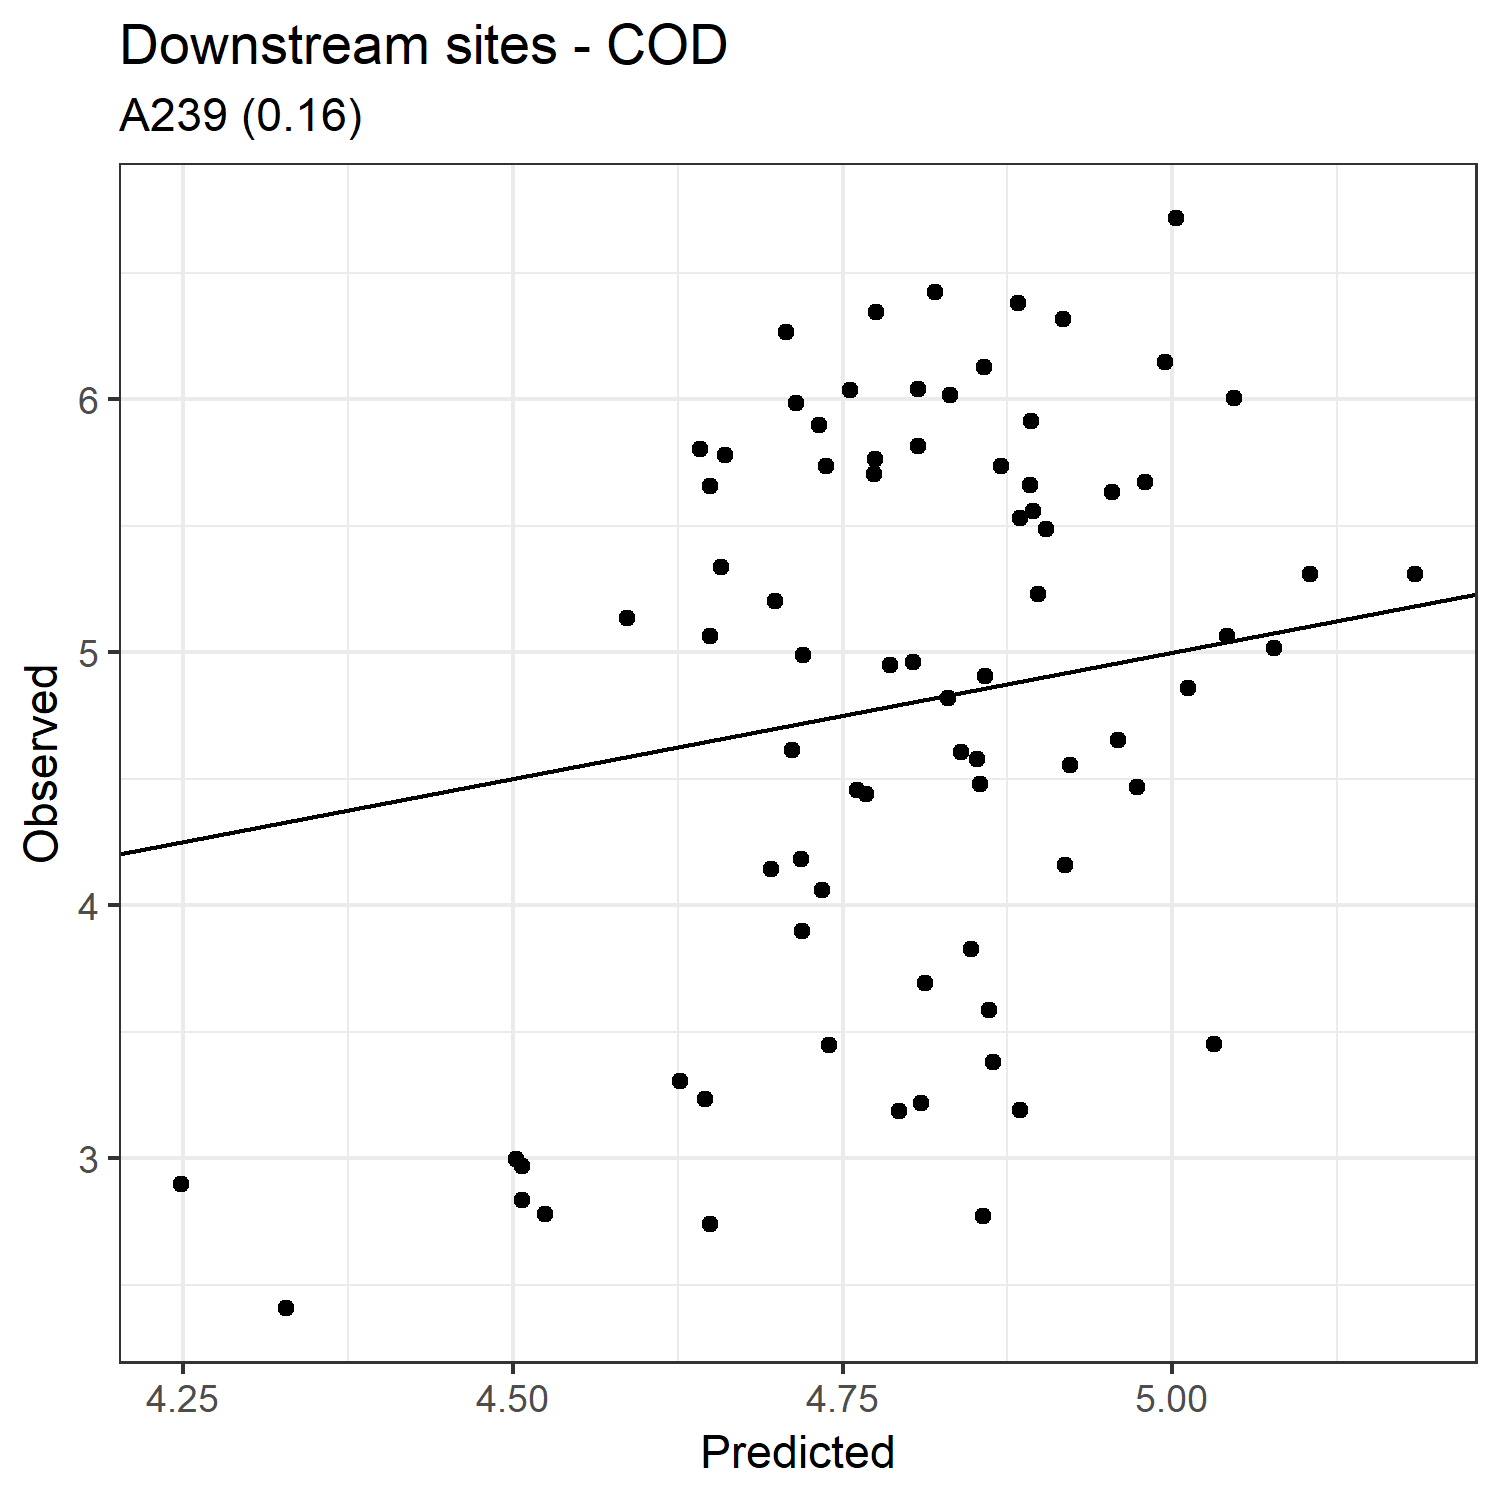 Downstream sites - COD
A239 (0.16)
6
5
4
3
Observed
4.25 4.50 4.75 5.00
Predicted